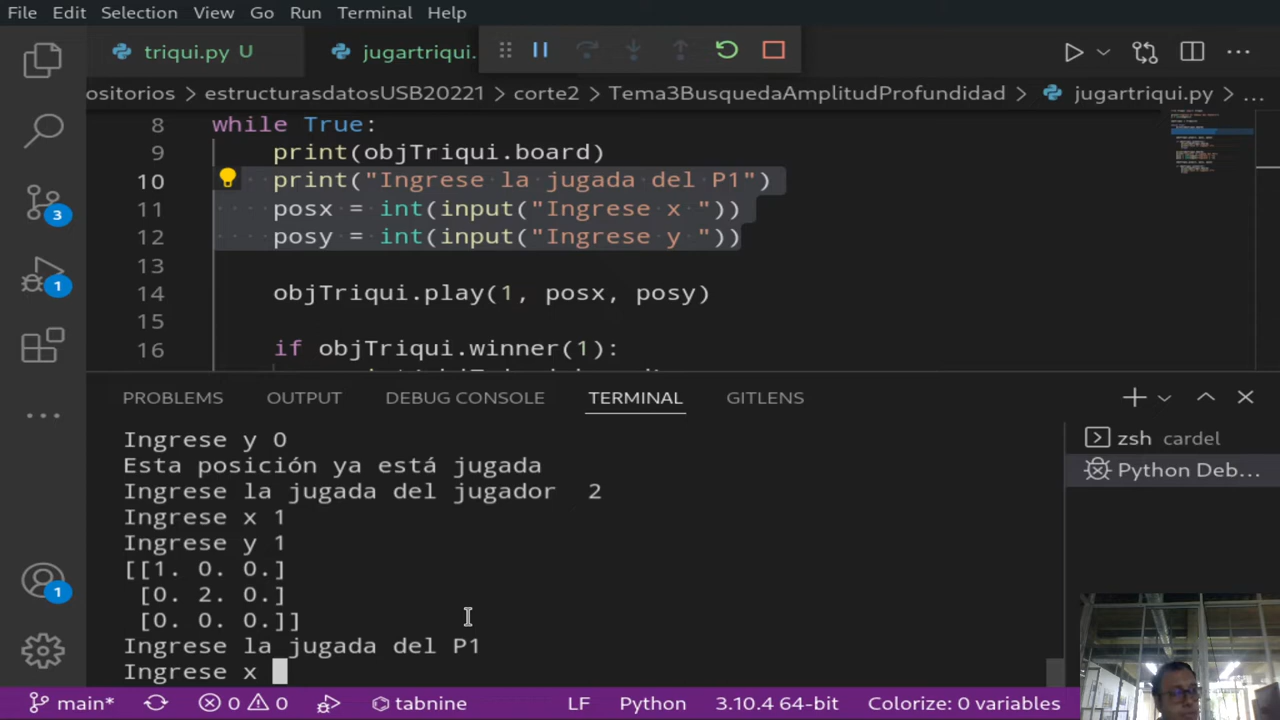 File Edit Selection View Go Run Terminal Help
triqui.py U jugartriqui.
ositorios > estructurasdatosUSB20221 > corte2 > Tema3BusquedaAmplitudProfundidad > jugartriqui.py > ...
8 while True:
9 print(objTriqui.board)
10 print("Ingrese la jugada del P1")
11 posx = int(input("Ingrese x "))
12 posy = int(input("Ingrese y "))
13
14 objTriqui.play(1, posx, posy)
15
16 if objTriqui.winner(1):
PROBLEMS OUTPUT DEBUG CONSOLE TERMINAL GITLENS
Ingrese y 0
Esta posición ya está jugada
Ingrese la jugada del jugador 2
Ingrese x 1
Ingrese y 1
[[1. 0. 0.]
[0. 2. 0.]
[0. 0. 0.]]
Ingrese la jugada del P1
Ingrese x
zsh cardel
Python Deb...
3
1
1
main* 0 0 tabnine LF Python 3.10.4 64-bit Colorize: 0 variables